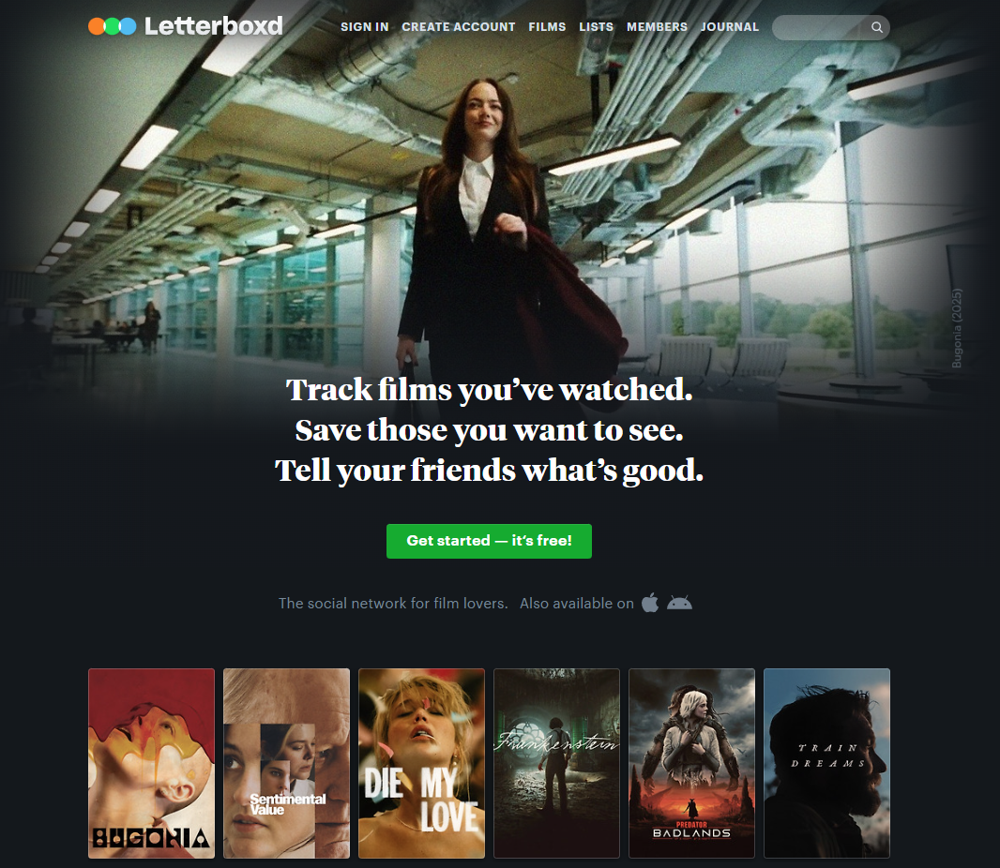 Letterboxd
SIGN IN CREATE ACCOUNT FILMS LISTS MEMBERS JOURNAL
Bugonia (2025)
Track films you’ve watched.
Save those you want to see.
Tell your friends what’s good.
Get started — it’s free!
The social network for film lovers. Also available on
BUGONIA
Sentimental
Value
DIE MY
LOVE
Frankenstein
PREDATOR
BADLANDS
TRAIN
DREAMS